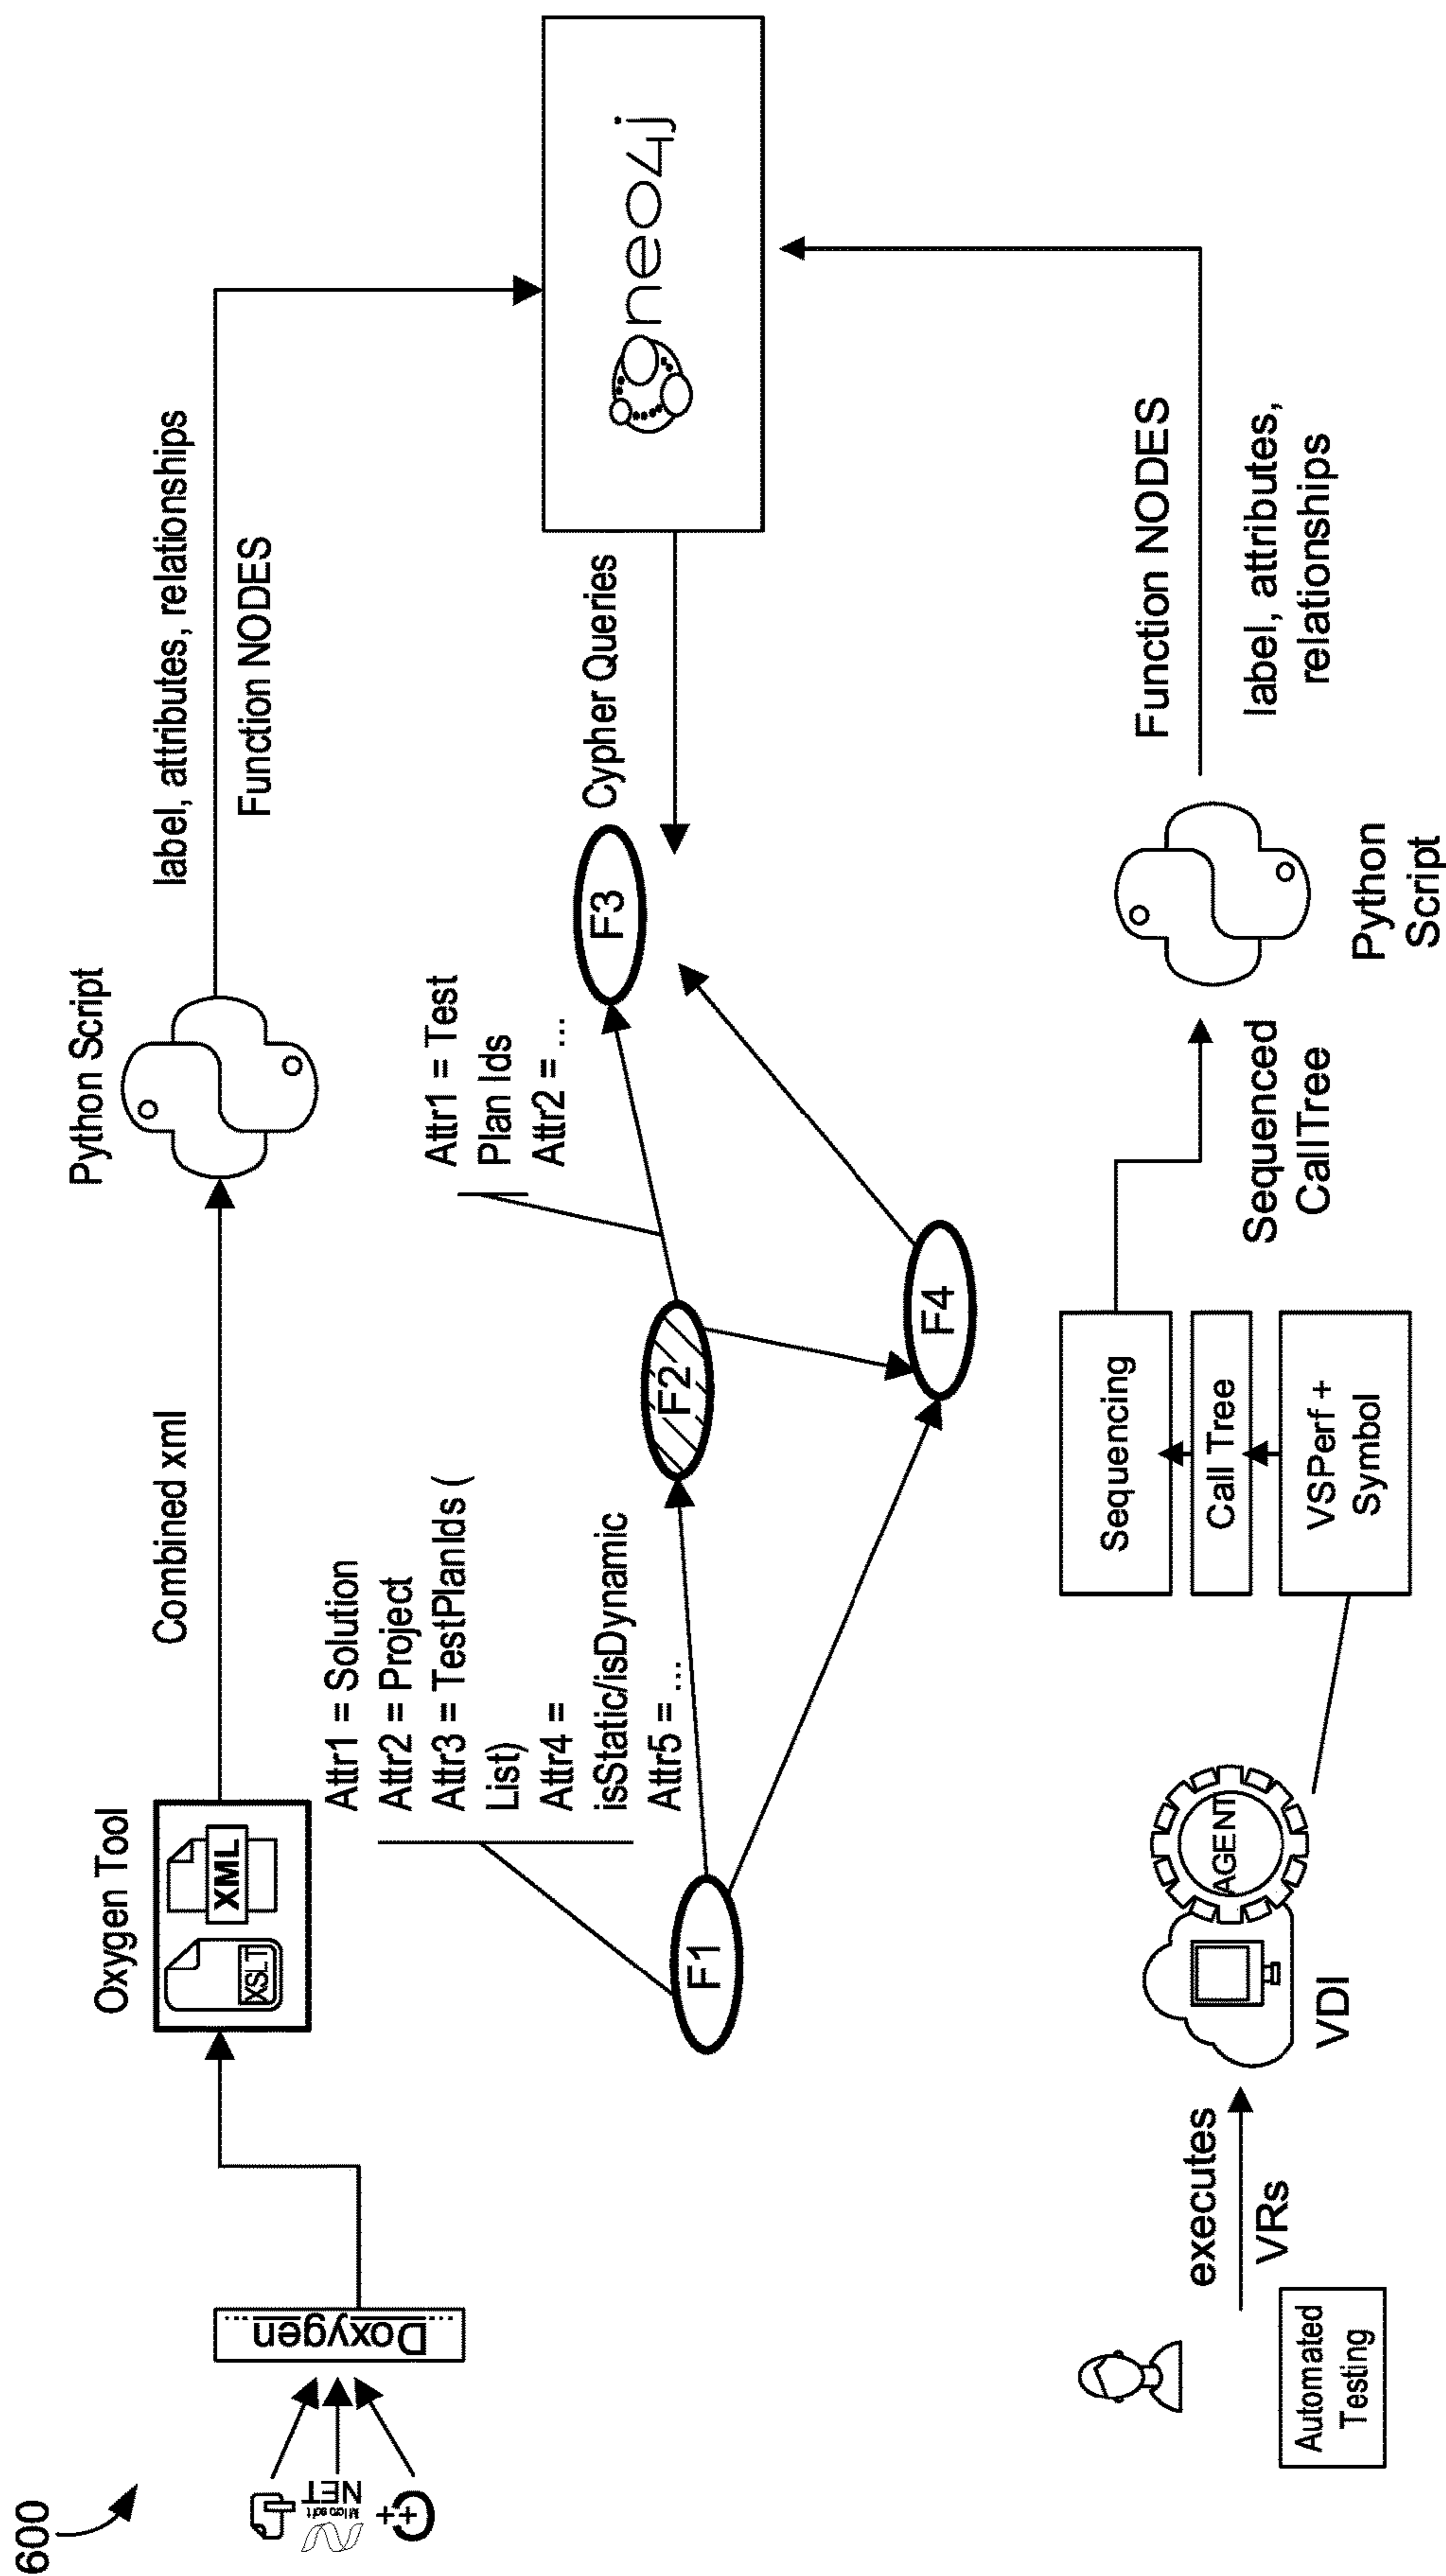 600
Microsoft
NET
C++
Doxygen
Oxygen Tool
XSLT
XML
Combined xml
Python Script
label, attributes, relationships
Function NODES
neo4j
Cypher Queries
Attr1 = Solution
Attr2 = Project
Attr3 = TestPlanIds (
List)
Attr4 =
isStatic/isDynamic
Attr5 = ...
Attr1 = Test
Plan Ids
Attr2 = ...
F1
F2
F3
F4
Automated
Testing
executes
VRs
VDI
AGENT
Sequencing
Call Tree
VSPerf +
Symbol
Sequenced
CallTree
Python
Script
Function NODES
label, attributes,
relationships